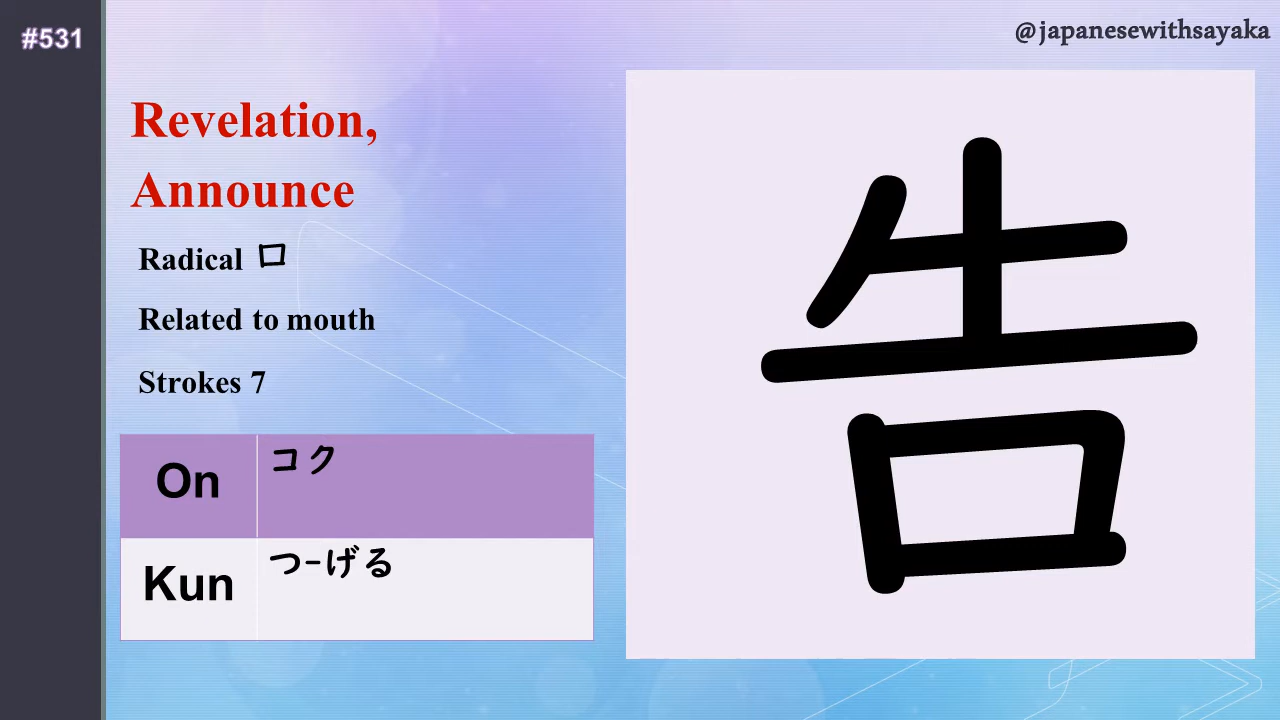 #531
@japanesewithsayaka
Revelation,
Announce
Radical 口
Related to mouth
Strokes 7
On コク
Kun つ-げる
告